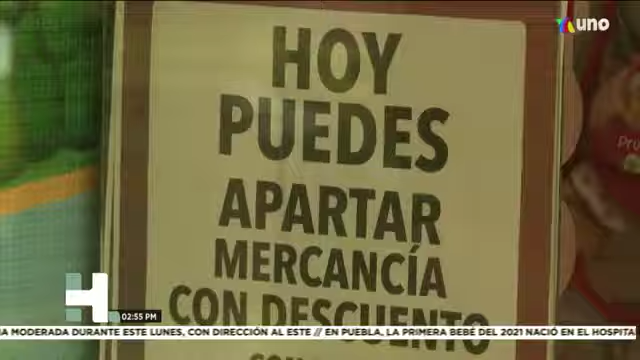 uno
HOY
PUEDES
APARTAR
MERCANCÍA
CON DESCUENTO
H
02:55 PM
MODERADA DURANTE ESTE LUNES, CON DIRECCIÓN AL ESTE // EN PUEBLA, LA PRIMERA BEBÉ DEL 2021 NACIÓ EN EL HOSPITA